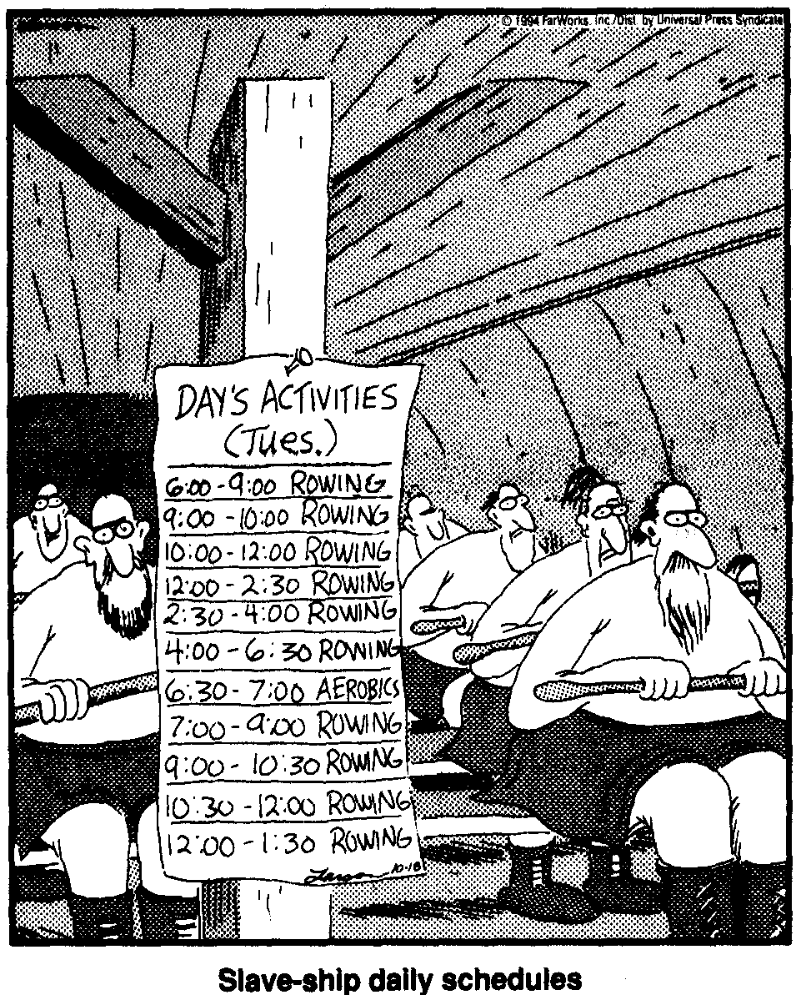 © 1994 FarWorks, Inc./Dist. by Universal Press Syndicate
DAY'S ACTIVITIES
(TUES.)
6:00 - 9:00 ROWING
9:00 - 10:00 ROWING
10:00 - 12:00 ROWING
12:00 - 2:30 ROWING
2:30 - 4:00 ROWING
4:00 - 6:30 ROWING
6:30 - 7:00 AEROBICS
7:00 - 9:00 ROWING
9:00 - 10:30 ROWING
10:30 - 12:00 ROWING
12:00 - 1:30 ROWING
Larson 10-18
Slave-ship daily schedules